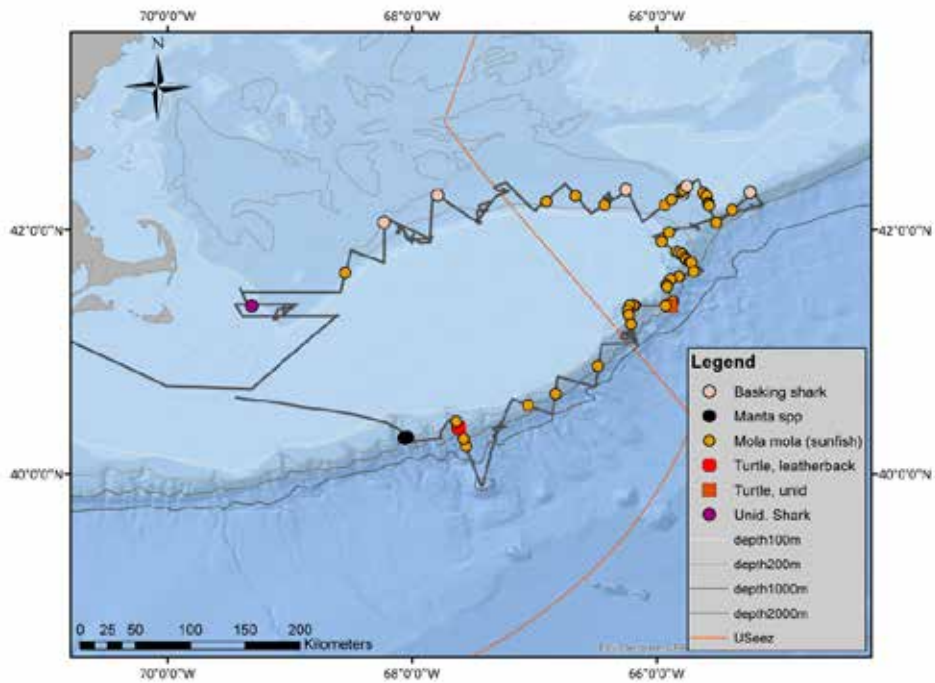 70°0'0"W 68°0'0"W 66°0'0"W
N
42°0'0"N 42°0'0"N
40°0'0"N 40°0'0"N
Legend
Basking shark
Manta spp
Mola mola (sunfish)
Turtle, leatherback
Turtle, unid
Unid. Shark
depth100m
depth200m
depth1000m
depth2000m
USeez
0 25 50 100 150 200
Kilometers
70°0'0"W 68°0'0"W 66°0'0"W